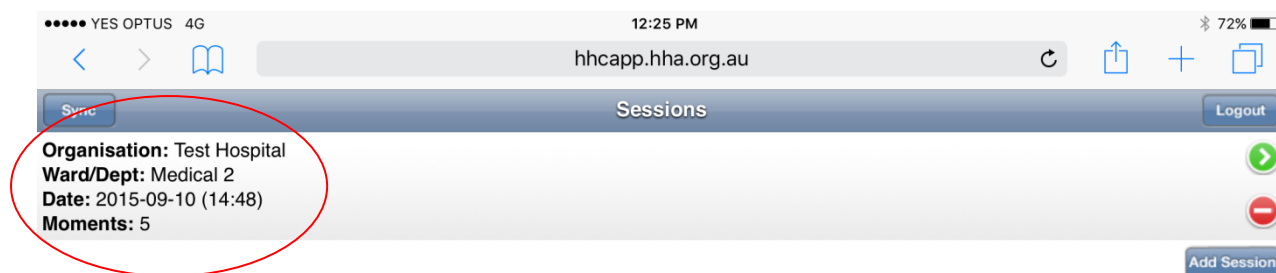 YES OPTUS 4G 12:25 PM 72%
hhcapp.hha.org.au
Sync Sessions Logout
Organisation: Test Hospital
Ward/Dept: Medical 2
Date: 2015-09-10 (14:48)
Moments: 5
Add Session